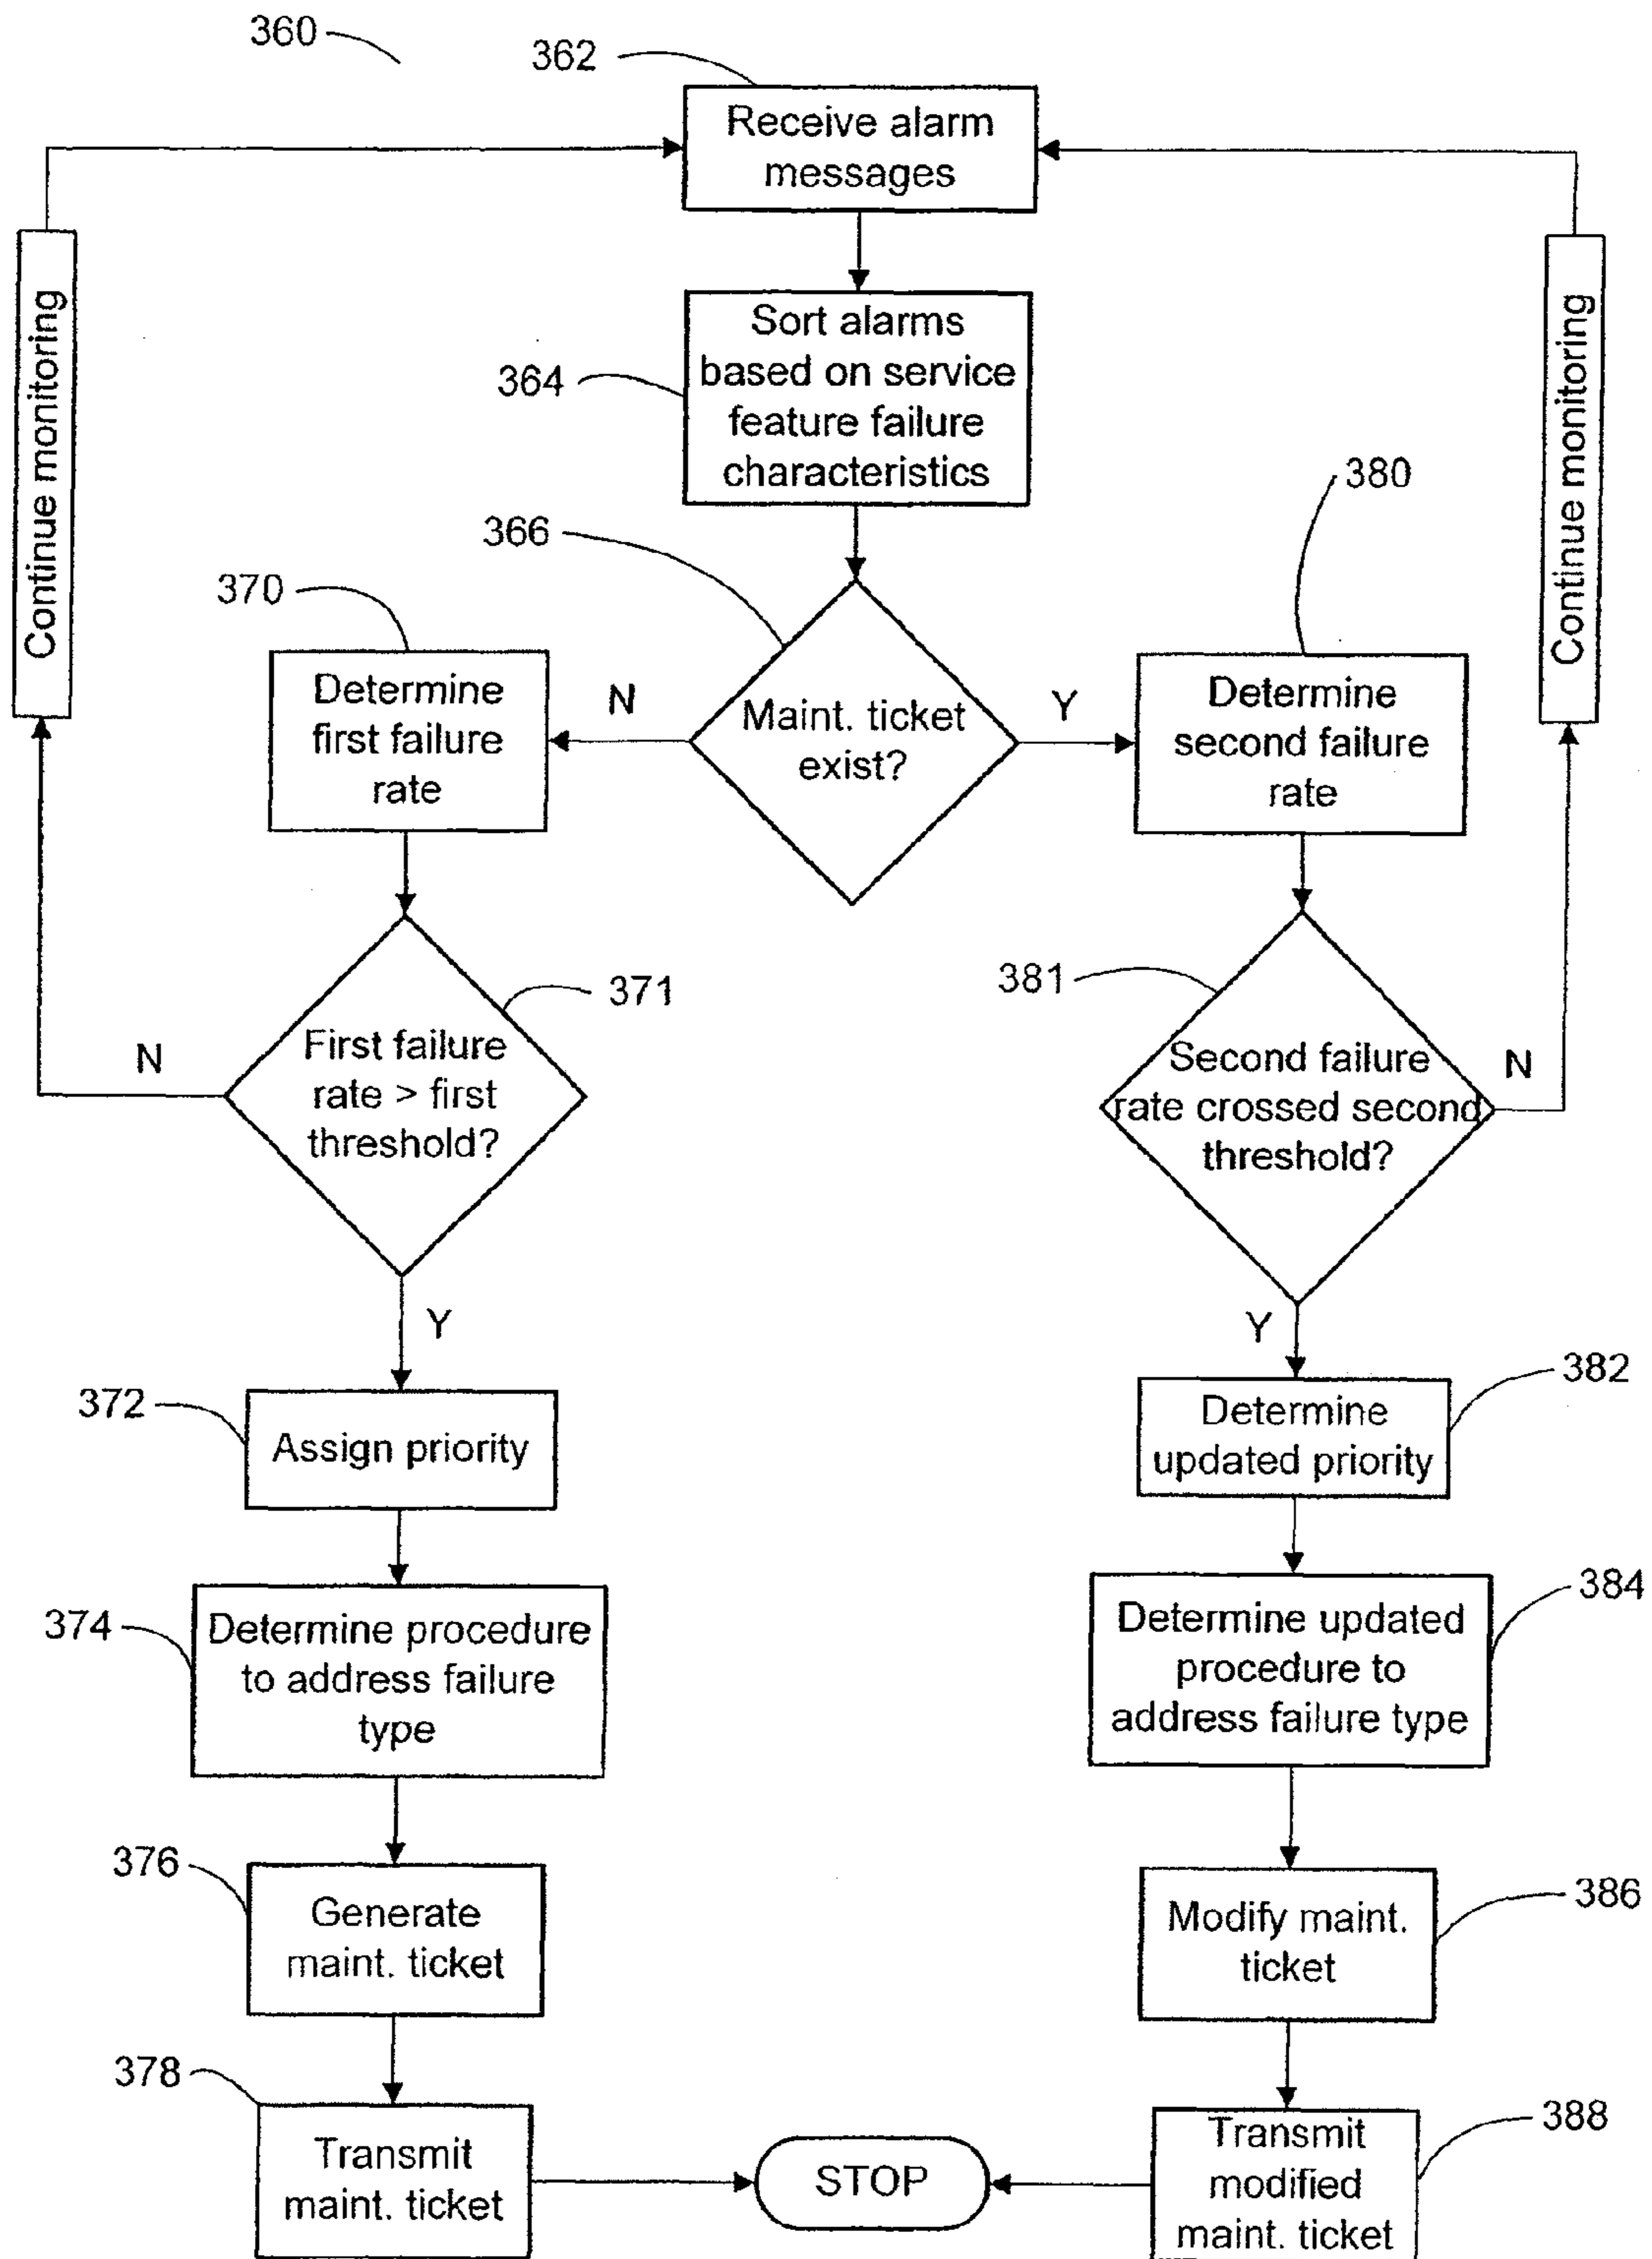 360
362
Receive alarm
messages
364
Sort alarms
based on service
feature failure
characteristics
Continue monitoring
Continue monitoring
366
Maint. ticket
exist?
N
Y
370
Determine
first failure
rate
380
Determine
second failure
rate
371
First failure
rate > first
threshold?
N
Y
381
Second failure
rate crossed second
threshold?
N
Y
372
Assign priority
382
Determine
updated priority
374
Determine procedure
to address failure
type
384
Determine updated
procedure to
address failure type
376
Generate
maint. ticket
386
Modify maint.
ticket
378
Transmit
maint. ticket
STOP
388
Transmit
modified
maint. ticket